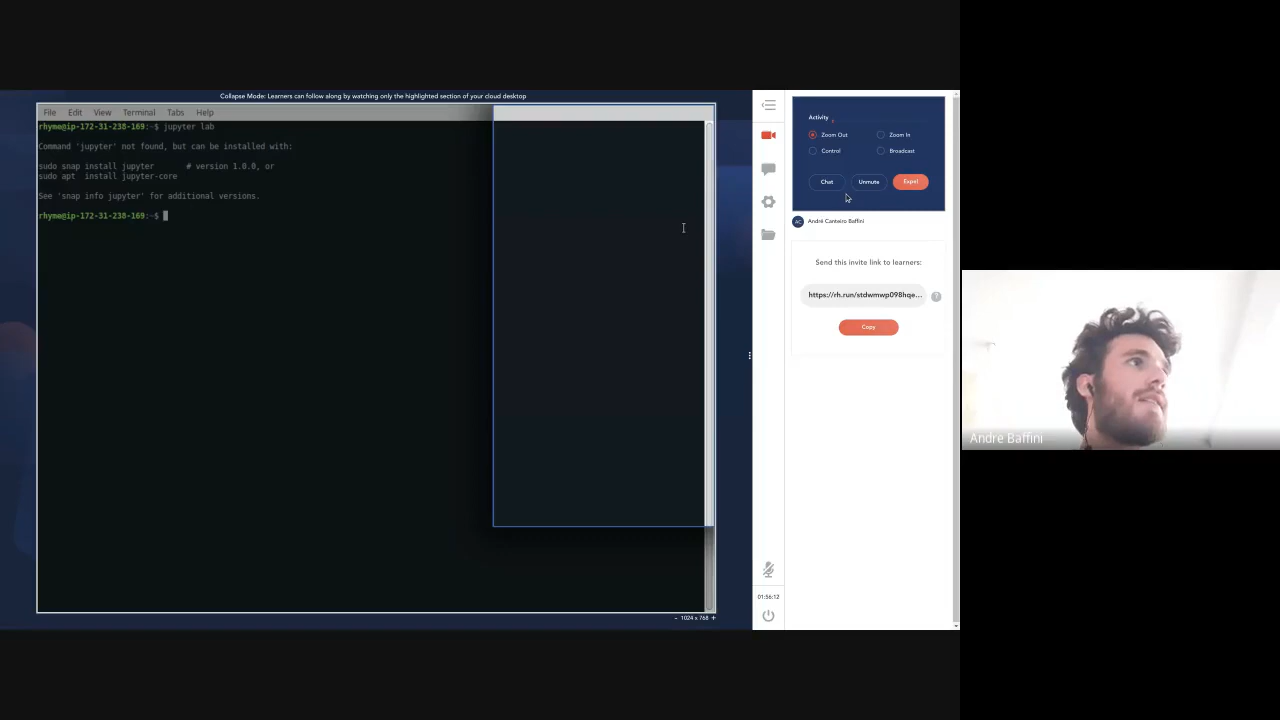 Collapse Mode: Learners can follow along by watching only the highlighted section of your cloud desktop
File Edit View Terminal Tabs Help
rhyme@ip-172-31-238-169:~$ jupyter lab
Command 'jupyter' not found, but can be installed with:
sudo snap install jupyter # version 1.0.0, or
sudo apt install jupyter-core
See 'snap info jupyter' for additional versions.
rhyme@ip-172-31-238-169:~$
- 1024 x 768 +
Activity
Zoom Out Zoom In
Control Broadcast
Chat Unmute Expel
AC André Canteiro Baffini
Send this invite link to learners:
https://rh.run/stdwmwp098hqe... ?
Copy
01:56:12
Andre Baffini